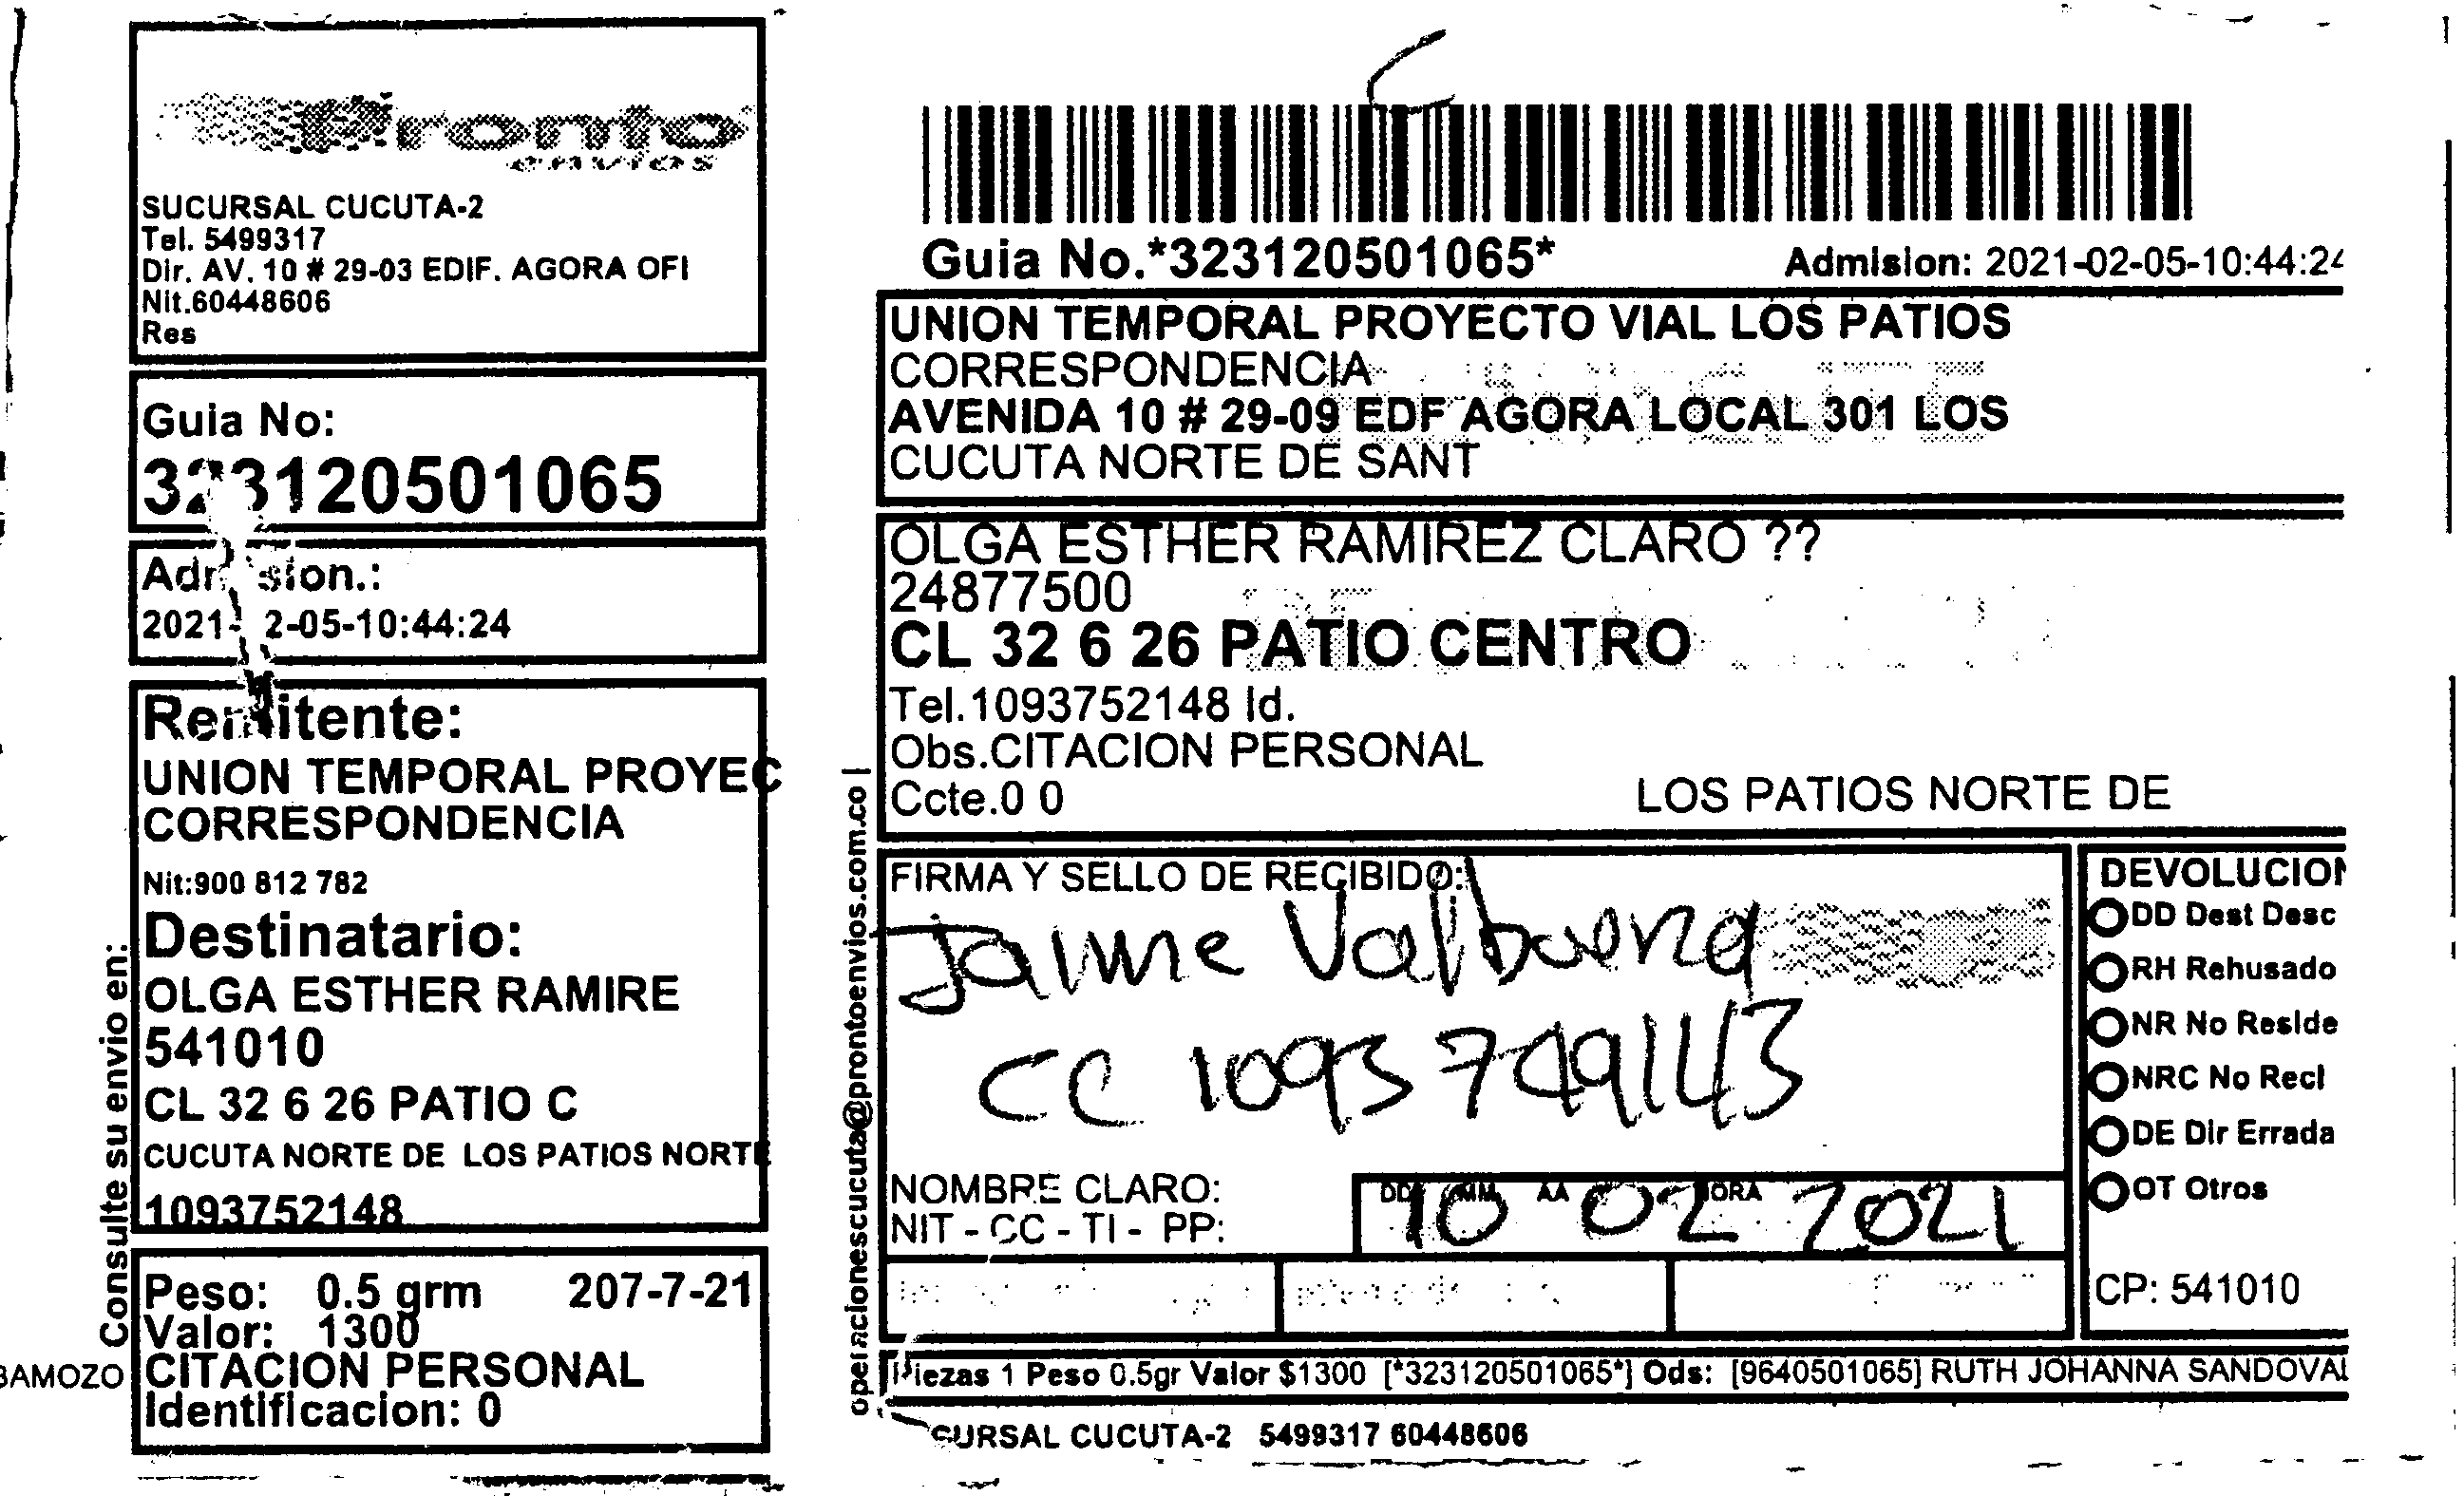 Pronto
envios
SUCURSAL CUCUTA-2
Tel. 5499317
Dir. AV. 10 # 29-03 EDIF. AGORA OFI
Nit.60448606
Res
Guia No:
323120501065
Admision.:
2021-02-05-10:44:24
Remitente:
UNION TEMPORAL PROYEC
CORRESPONDENCIA
Nit:900 812 782
Destinatario:
OLGA ESTHER RAMIRE
541010
CL 32 6 26 PATIO C
CUCUTA NORTE DE LOS PATIOS NORTE
1093752148
Peso: 0.5 grm 207-7-21
Valor: 1300
CITACION PERSONAL
Identificacion: 0
Consulte su envio en:
BAMOZO
Guia No.*323120501065*
Admision: 2021-02-05-10:44:24
UNION TEMPORAL PROYECTO VIAL LOS PATIOS
CORRESPONDENCIA
AVENIDA 10 # 29-09 EDF AGORA LOCAL 301 LOS
CUCUTA NORTE DE SANT
OLGA ESTHER RAMIREZ CLARO ??
24877500
CL 32 6 26 PATIO CENTRO
Tel.1093752148 Id.
Obs.CITACION PERSONAL
Ccte.0 0
LOS PATIOS NORTE DE
FIRMA Y SELLO DE RECIBIDO:
Jaime Valbuena
CC 1093749143
NOMBRE CLARO:
NIT - CC - TI - PP:
DD MM AA HORA
10 02 2021
DEVOLUCION
DD Dest Desc
RH Rehusado
NR No Reside
NRC No Recl
DE Dir Errada
OT Otros
CP: 541010
Piezas 1 Peso 0.5gr Valor $1300 [*323120501065*] Ods: [9640501065] RUTH JOHANNA SANDOVAL
SURSAL CUCUTA-2 5499317 60448606